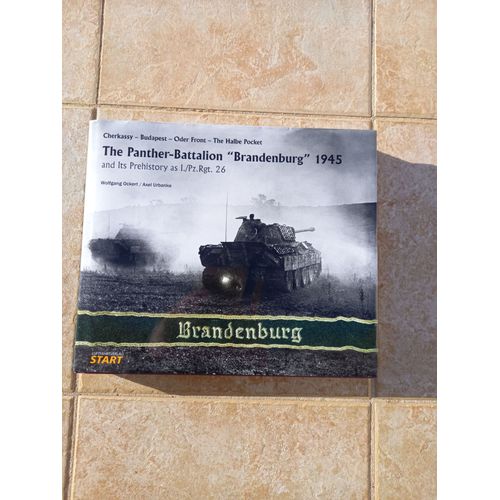 Cherkassy – Budapest – Oder Front – The Halbe Pocket
The Panther-Battalion "Brandenburg" 1945
and Its Prehistory as I./Pz.Rgt. 26
Wolfgang Ockert / Axel Urbanke
Brandenburg
LUFTFAHRTVERLAG
START